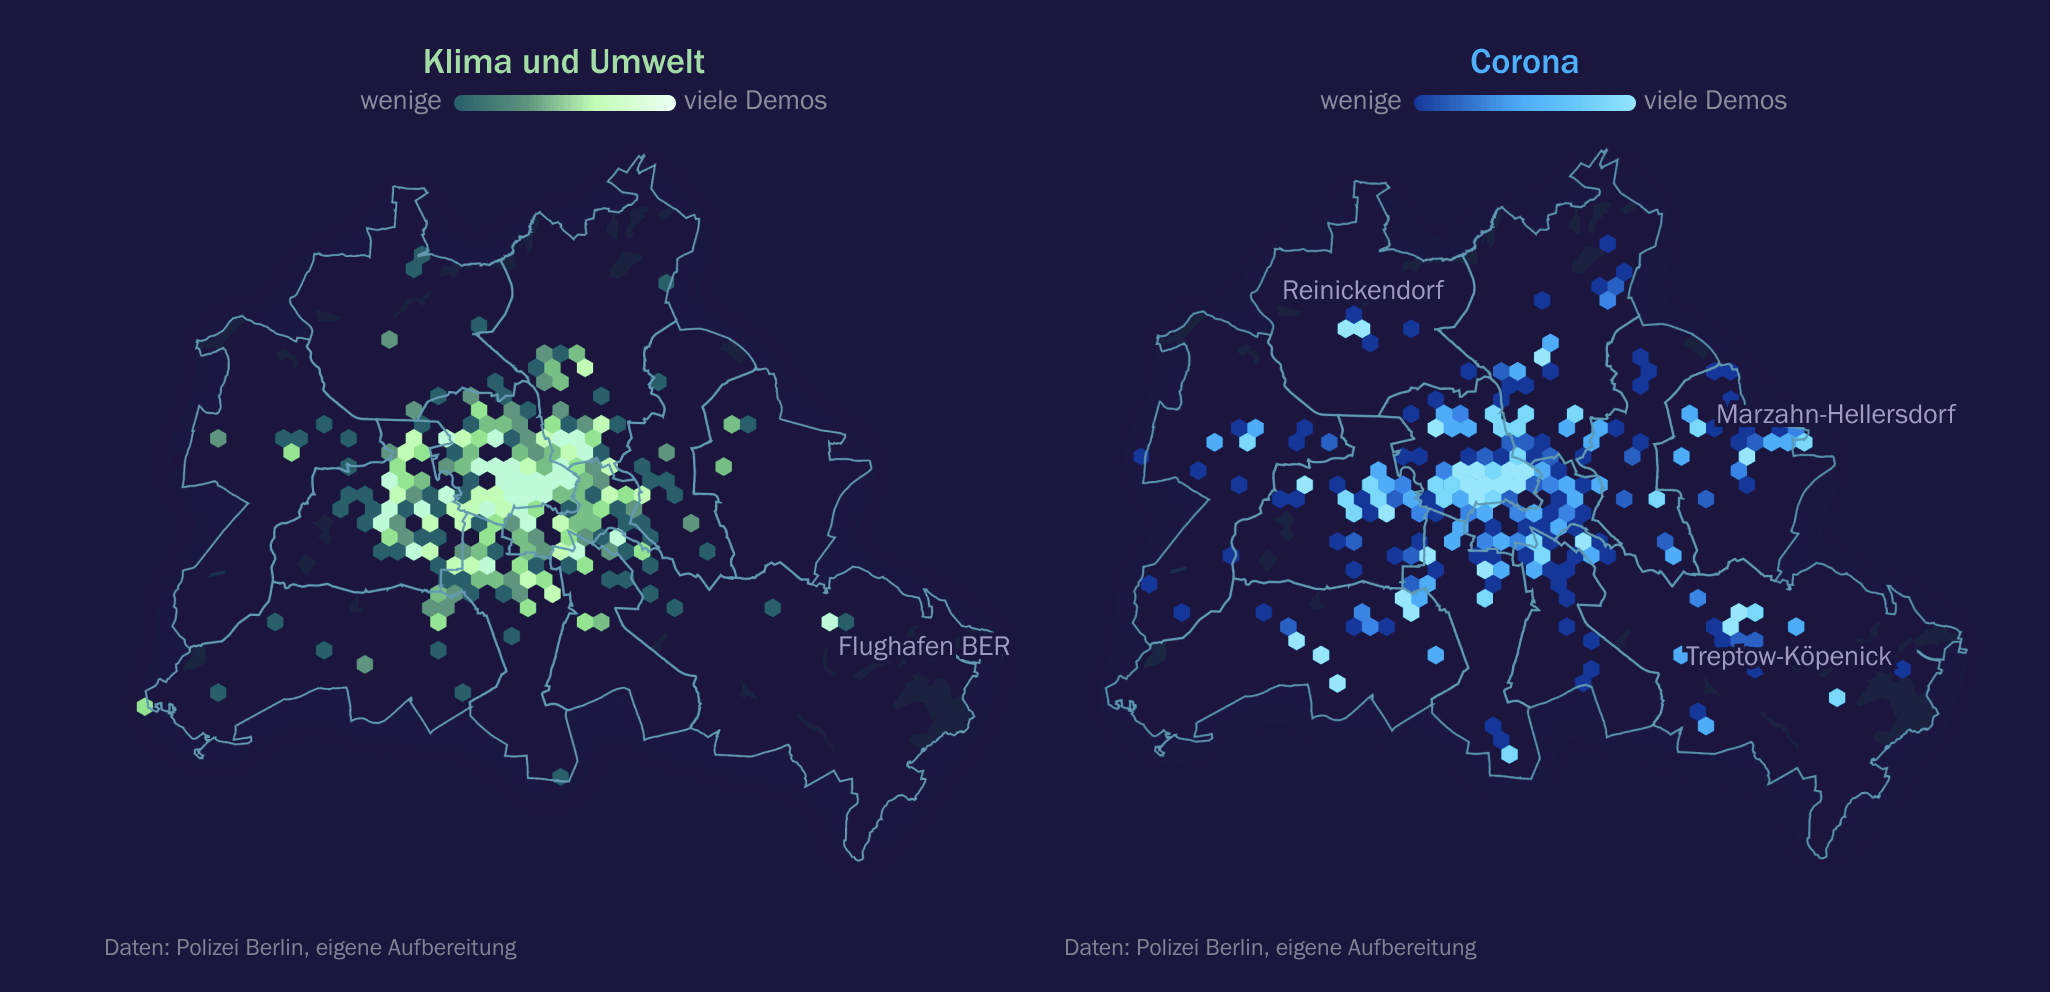 Klima und Umwelt
wenige viele Demos
Flughafen BER
Daten: Polizei Berlin, eigene Aufbereitung
Corona
wenige viele Demos
Reinickendorf
Marzahn-Hellersdorf
Treptow-Köpenick
Daten: Polizei Berlin, eigene Aufbereitung